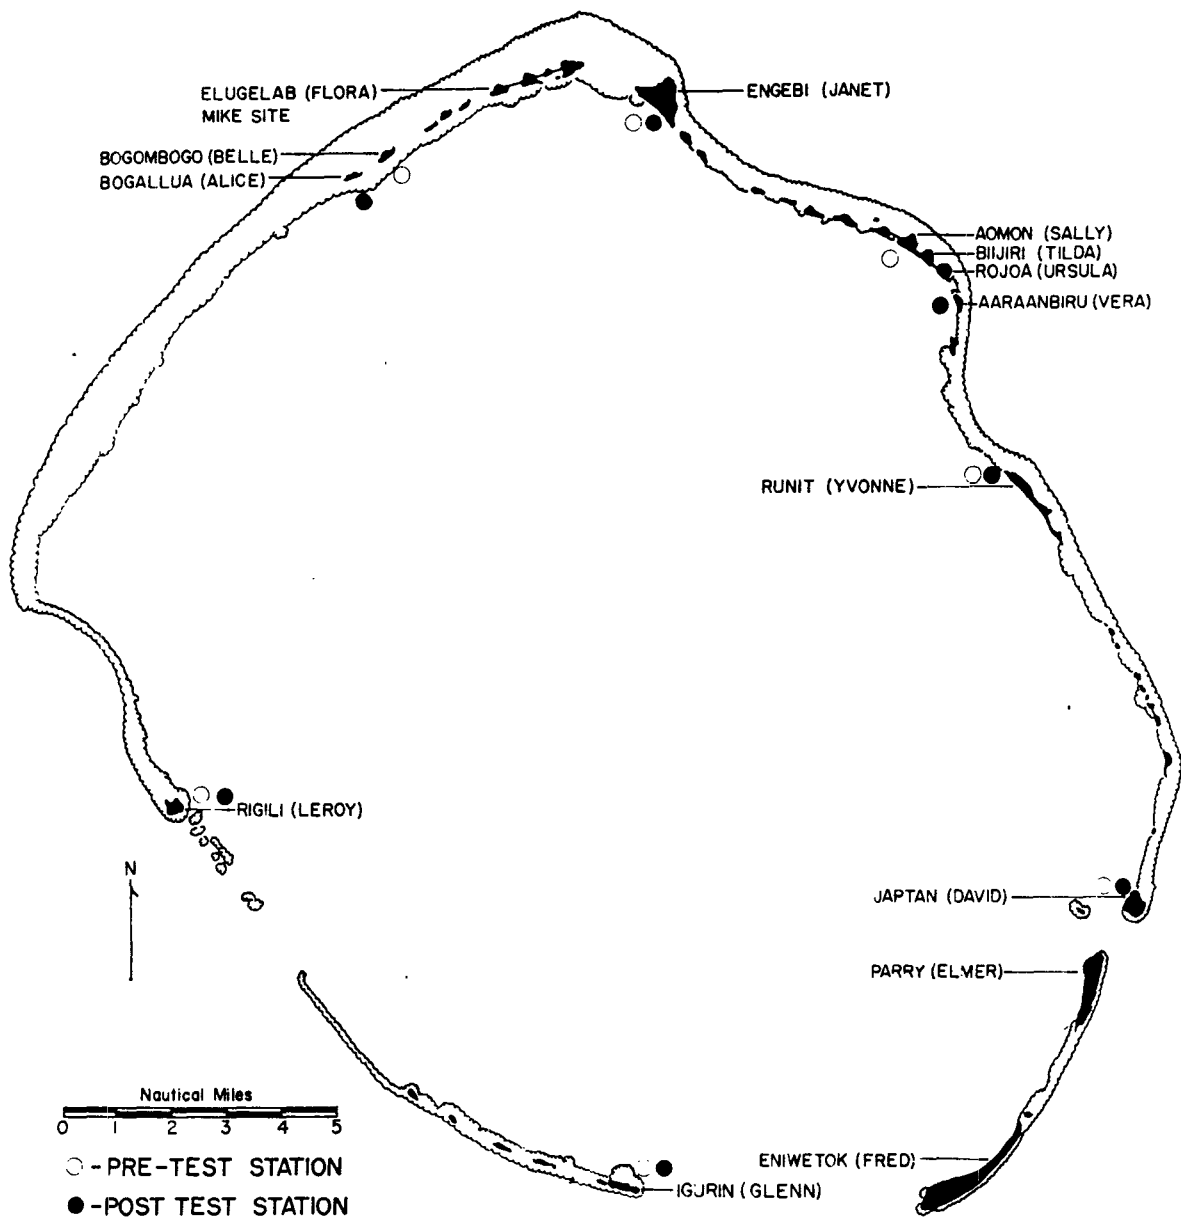 ELUGELAB (FLORA)
MIKE SITE
ENGEBI (JANET)
BOGOMBOGO (BELLE)
BOGALLUA (ALICE)
AOMON (SALLY)
BIIJIRI (TILDA)
ROJOA (URSULA)
AARAANBIRU (VERA)
RUNIT (YVONNE)
RIGILI (LEROY)
N
JAPTAN (DAVID)
PARRY (ELMER)
Nautical Miles
0 1 2 3 4 5
ENIWETOK (FRED)
IGURIN (GLENN)
- PRE-TEST STATION
- POST TEST STATION